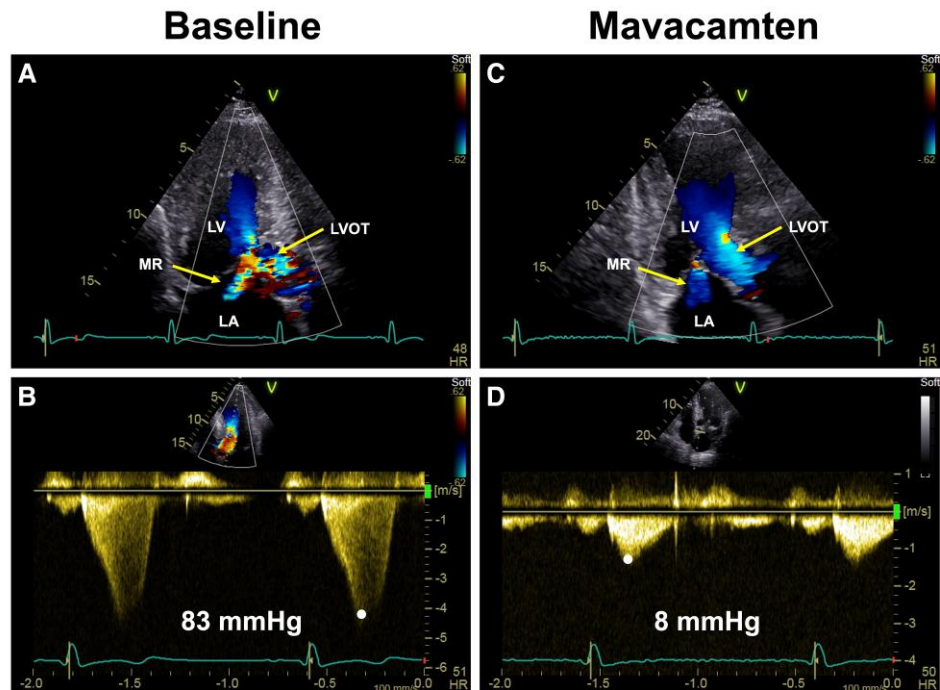 Baseline
Mavacamten
A
Soft
.62
V
5
10
15
LV
LVOT
MR
LA
-.62
48
HR
C
Soft
.62
V
5
10
15
LV
LVOT
MR
LA
-.62
51
HR
B
Soft
.62
V
5
10
15
-.62
[m/s]
-1
-2
-3
-4
-5
-6
83 mmHg
51
HR
-2.0
-1.5
-1.0
-0.5
0.0
100 mm/s
D
Soft
V
10
20
1
[m/s]
-1
-2
-3
-4
8 mmHg
50
HR
-1.5
-1.0
-0.5
0.0
100 mm/s